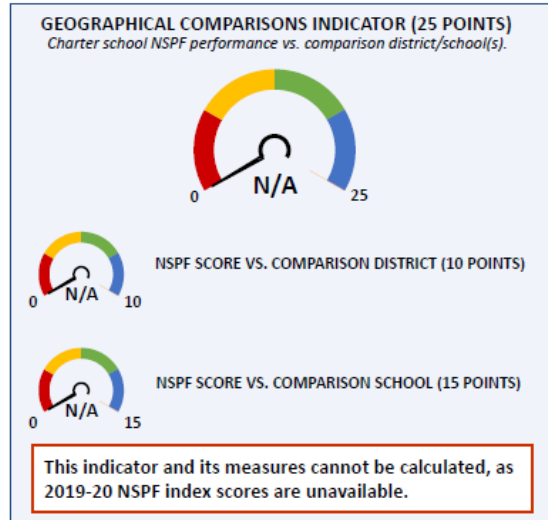 GEOGRAPHICAL COMPARISONS INDICATOR (25 POINTS)
Charter school NSPF performance vs. comparison district/school(s).
N/A
0
25
NSPF SCORE VS. COMPARISON DISTRICT (10 POINTS)
N/A
0
10
NSPF SCORE VS. COMPARISON SCHOOL (15 POINTS)
N/A
0
15
This indicator and its measures cannot be calculated, as
2019-20 NSPF index scores are unavailable.